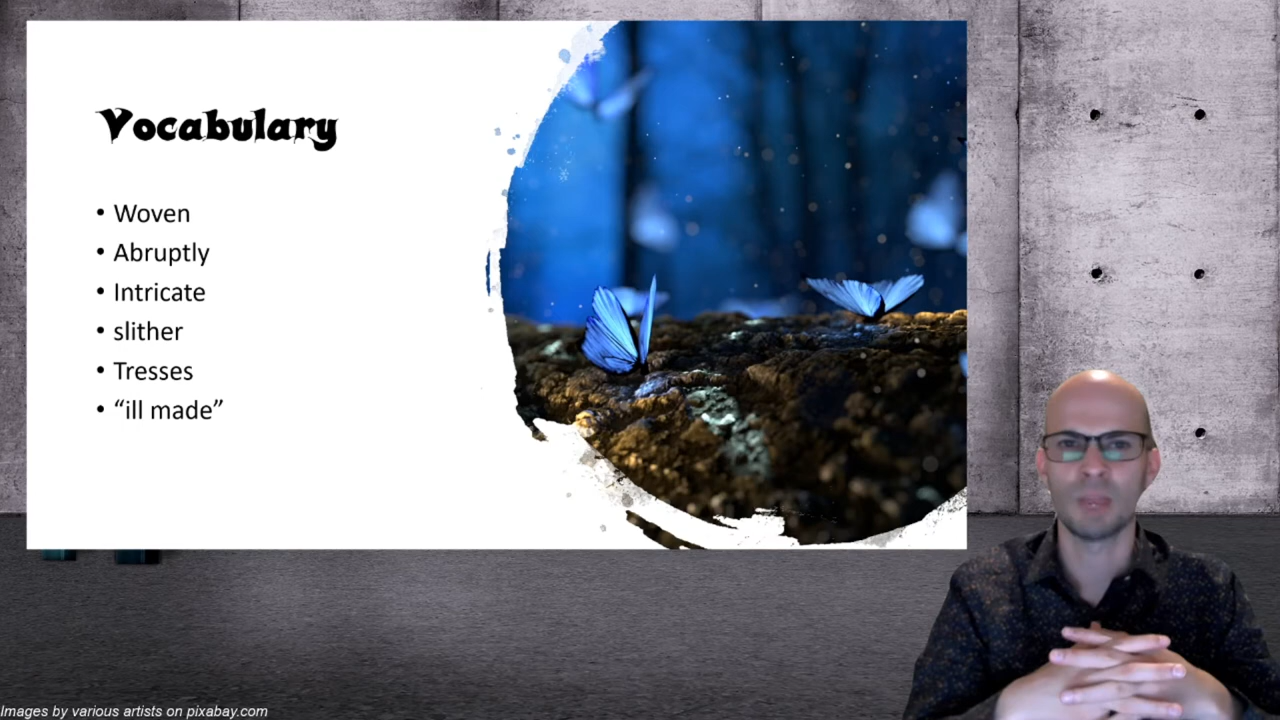 Vocabulary
• Woven
• Abruptly
• Intricate
• slither
• Tresses
• “ill made”
Images by various artists on pixabay.com